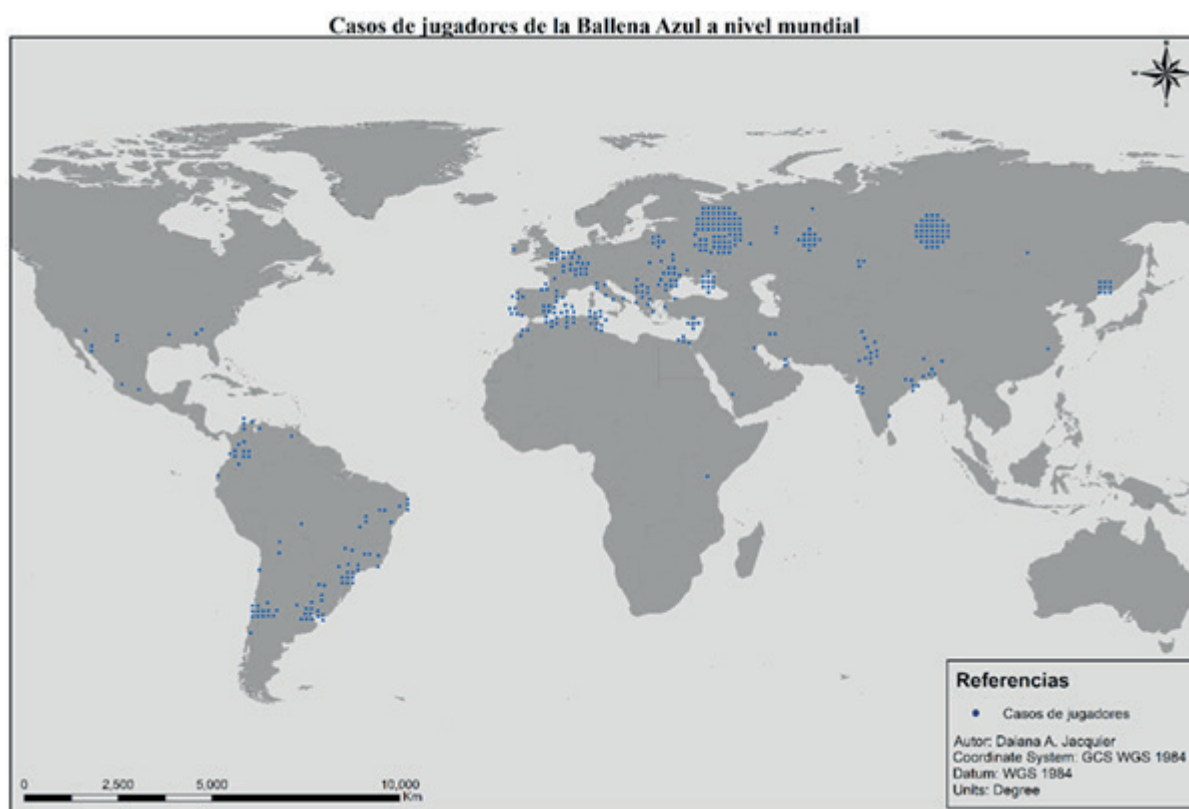 Casos de jugadores de la Ballena Azul a nivel mundial
N
W
E
S
Referencias
Casos de jugadores
Autor: Daiana A. Jacquier
Coordinate System: GCS WGS 1984
Datum: WGS 1984
Units: Degree
0 2,500 5,000 10,000
Km